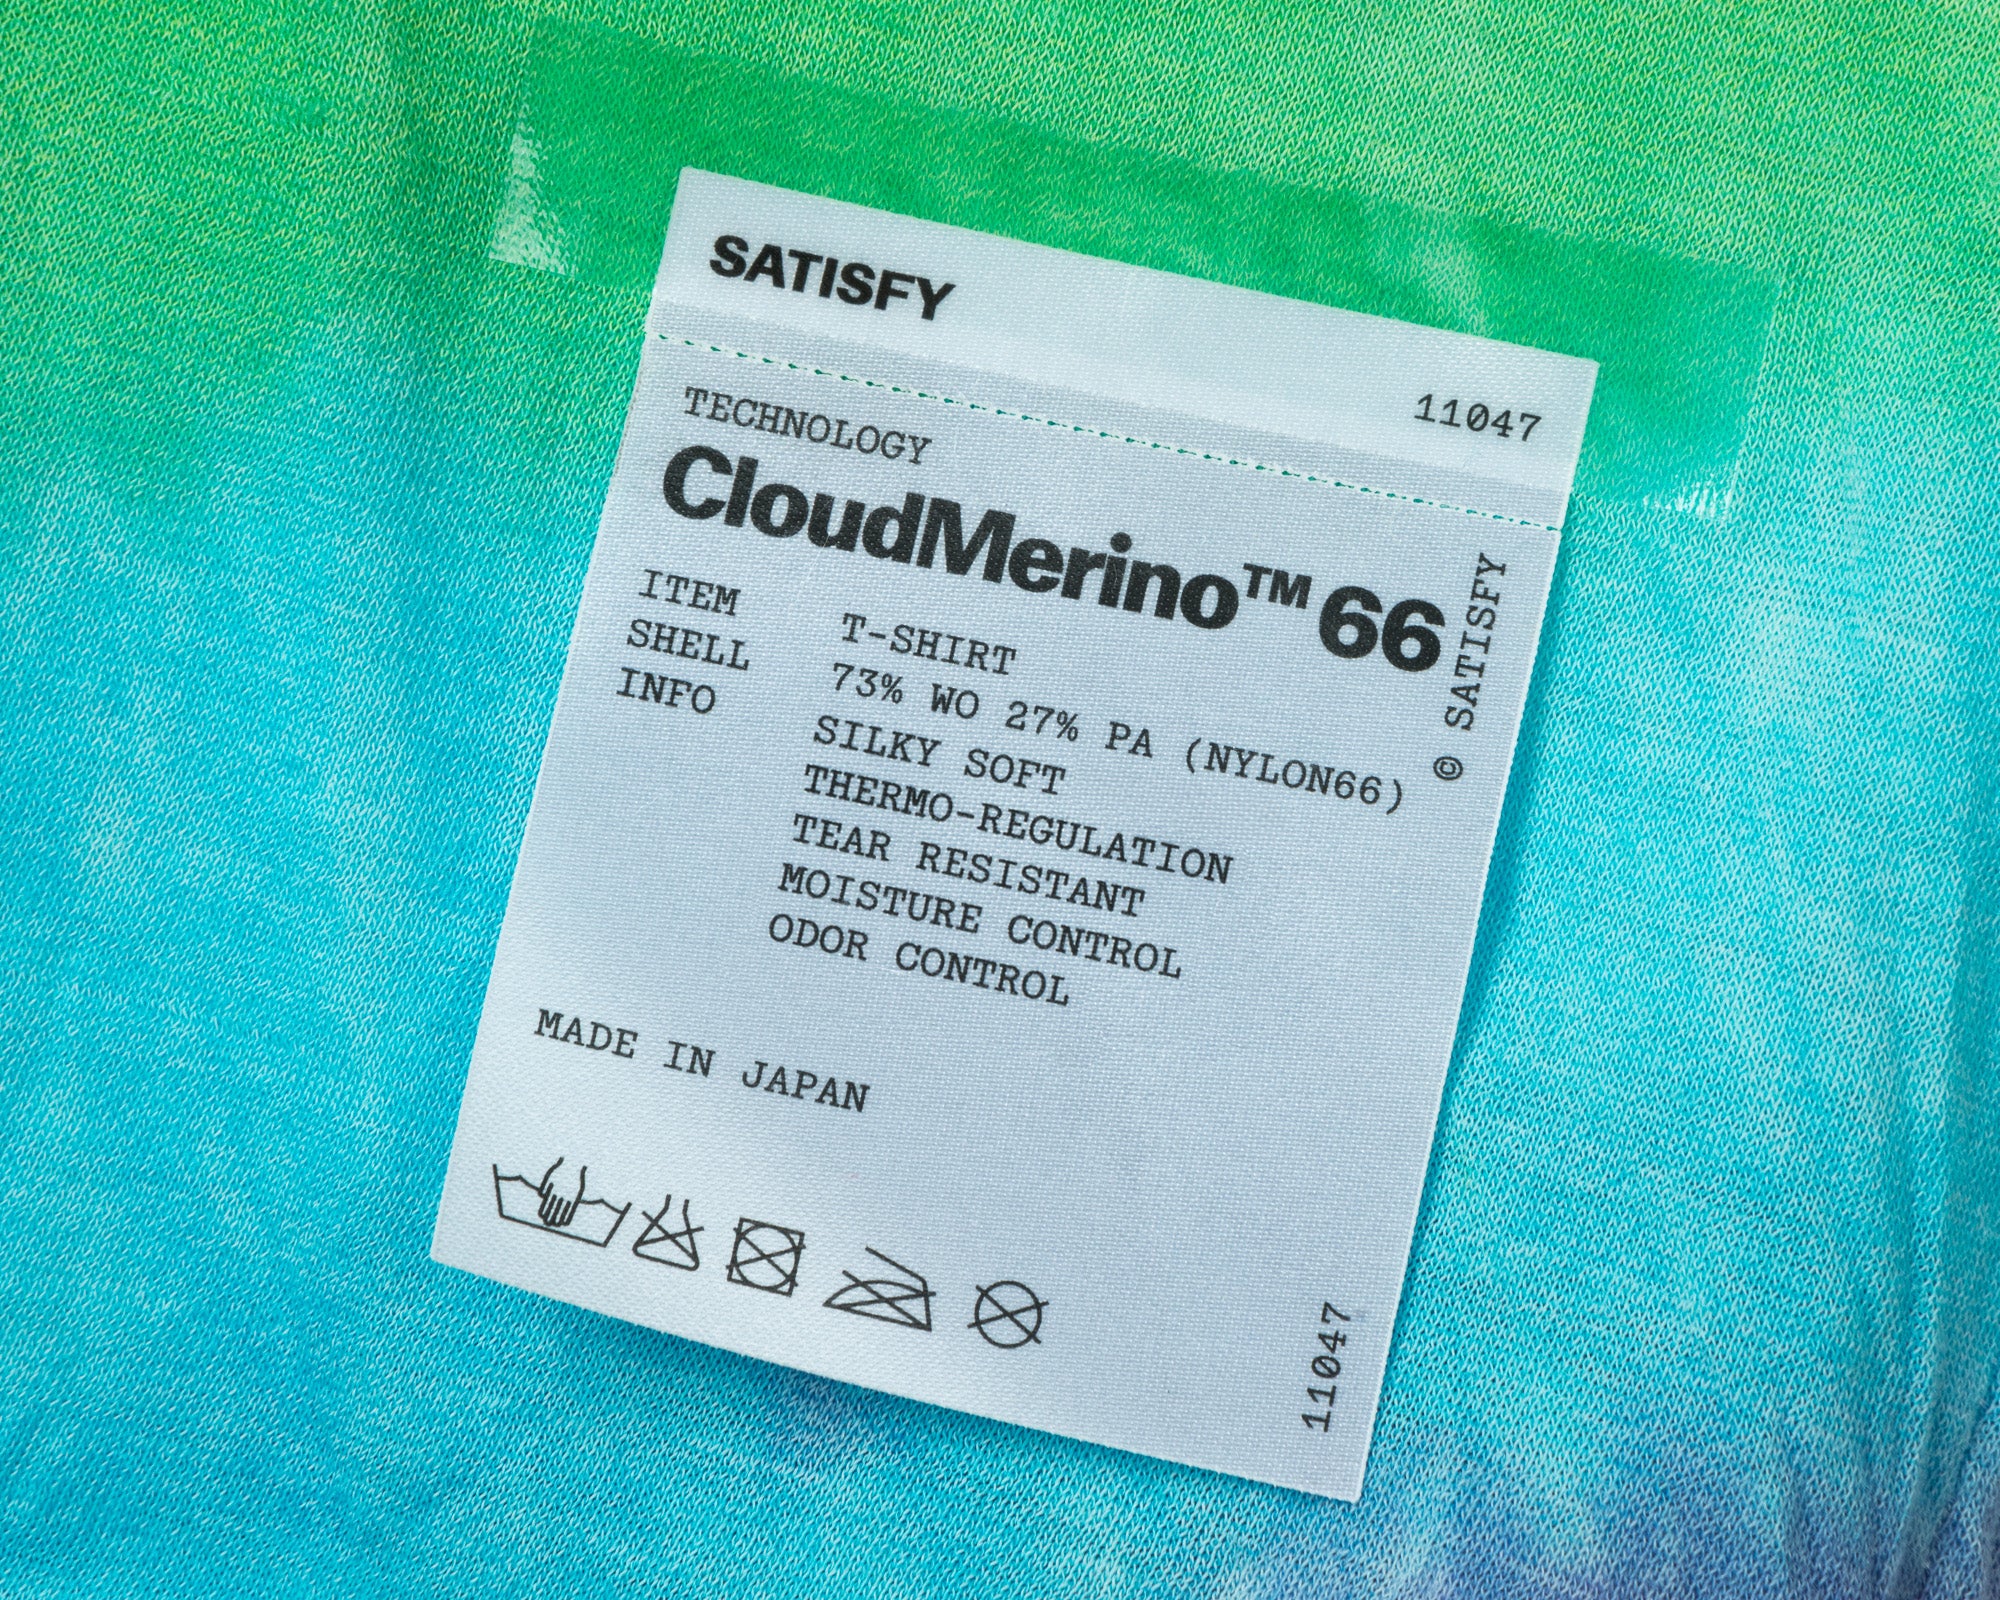 SATISFY
11047
TECHNOLOGY
CloudMerino™ 66
ITEM T-SHIRT
SHELL 73% WO 27% PA (NYLON66)
INFO SILKY SOFT
THERMO-REGULATION
TEAR RESISTANT
MOISTURE CONTROL
ODOR CONTROL
MADE IN JAPAN
© SATISFY
11047